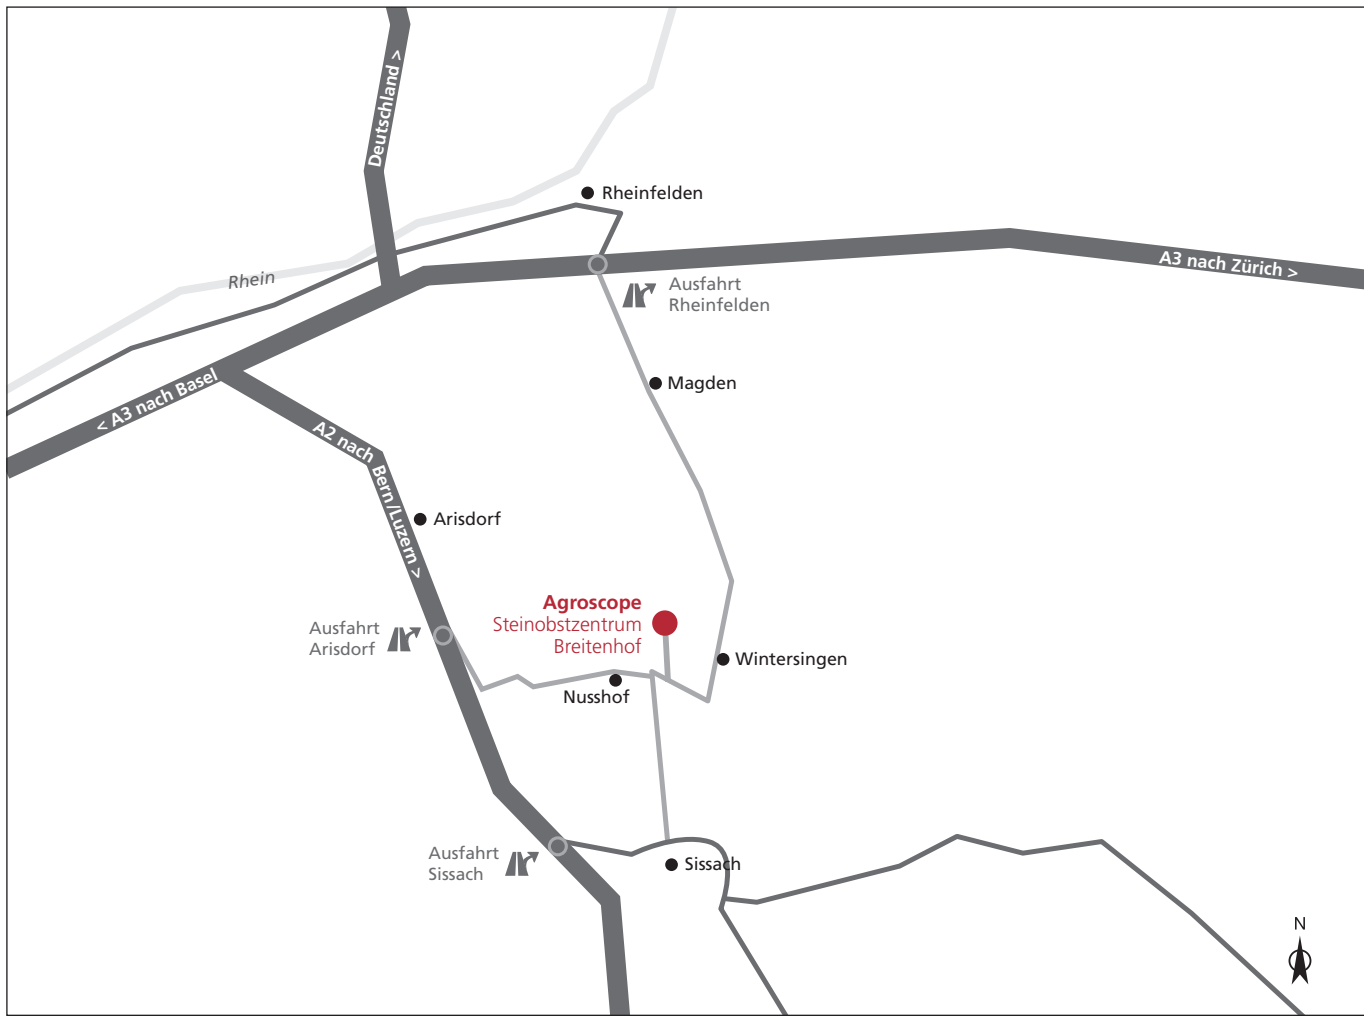 Deutschland >
Rheinfelden
A3 nach Zürich >
Rhein
Ausfahrt
Rheinfelden
Magden
< A3 nach Basel
A2 nach Bern/Luzern >
Arisdorf
Agroscope
Steinobstzentrum
Breitenhof
Ausfahrt
Arisdorf
Wintersingen
Nusshof
Ausfahrt
Sissach
Sissach
N